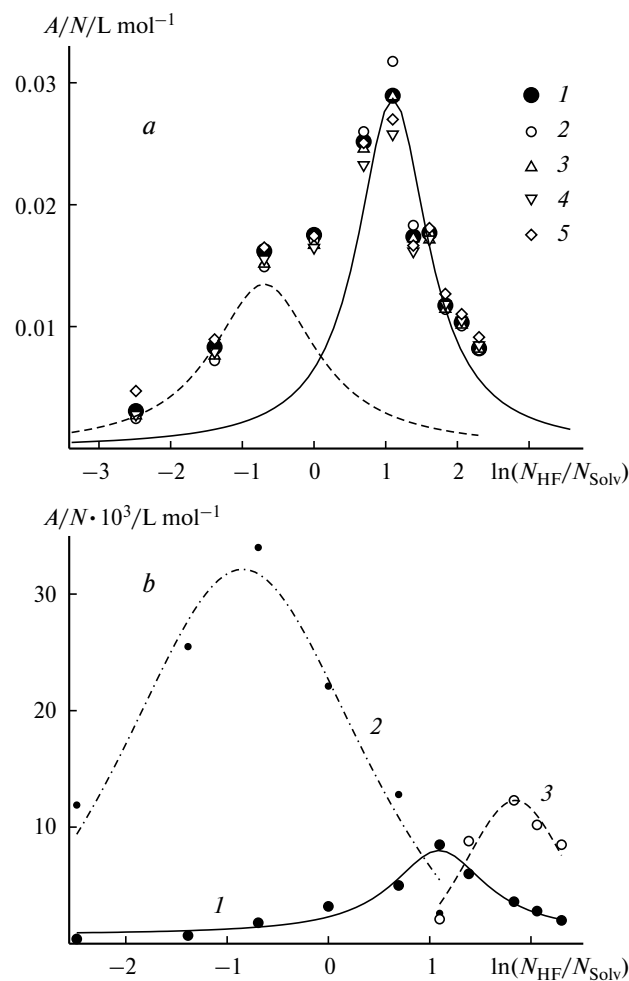 A/N/L mol⁻¹
0.03
a
1
2
3
4
5
0.02
0.01
−3 −2 −1 0 1 2 ln(N_HF/N_Solv)
A/N·10³/L mol⁻¹
b
30
20
2
3
10
1
−2 −1 0 1 ln(N_HF/N_Solv)